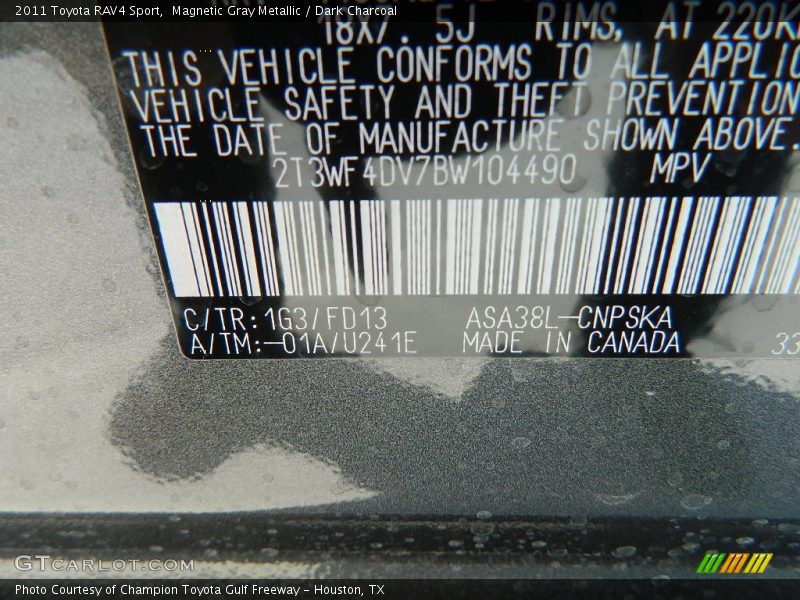 2011 Toyota RAV4 Sport, Magnetic Gray Metallic / Dark Charcoal
18X7. 5J RIMS, AT 220K
THIS VEHICLE CONFORMS TO ALL APPLIC
VEHICLE SAFETY AND THEFT PREVENTION
THE DATE OF MANUFACTURE SHOWN ABOVE.
2T3WF4DV7BW104490 MPV
C/TR:1G3/FD13 ASA38L-CNPSKA
A/TM:-01A/U241E MADE IN CANADA 33
GTCARLOT.COM
Photo Courtesy of Champion Toyota Gulf Freeway - Houston, TX